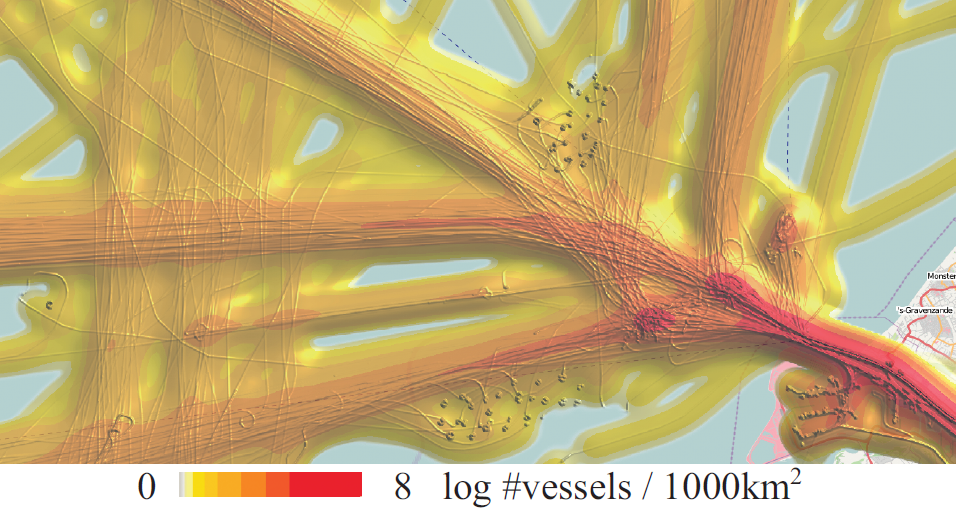 Monster
's-Gravenzande
0 8 log #vessels / 1000km²